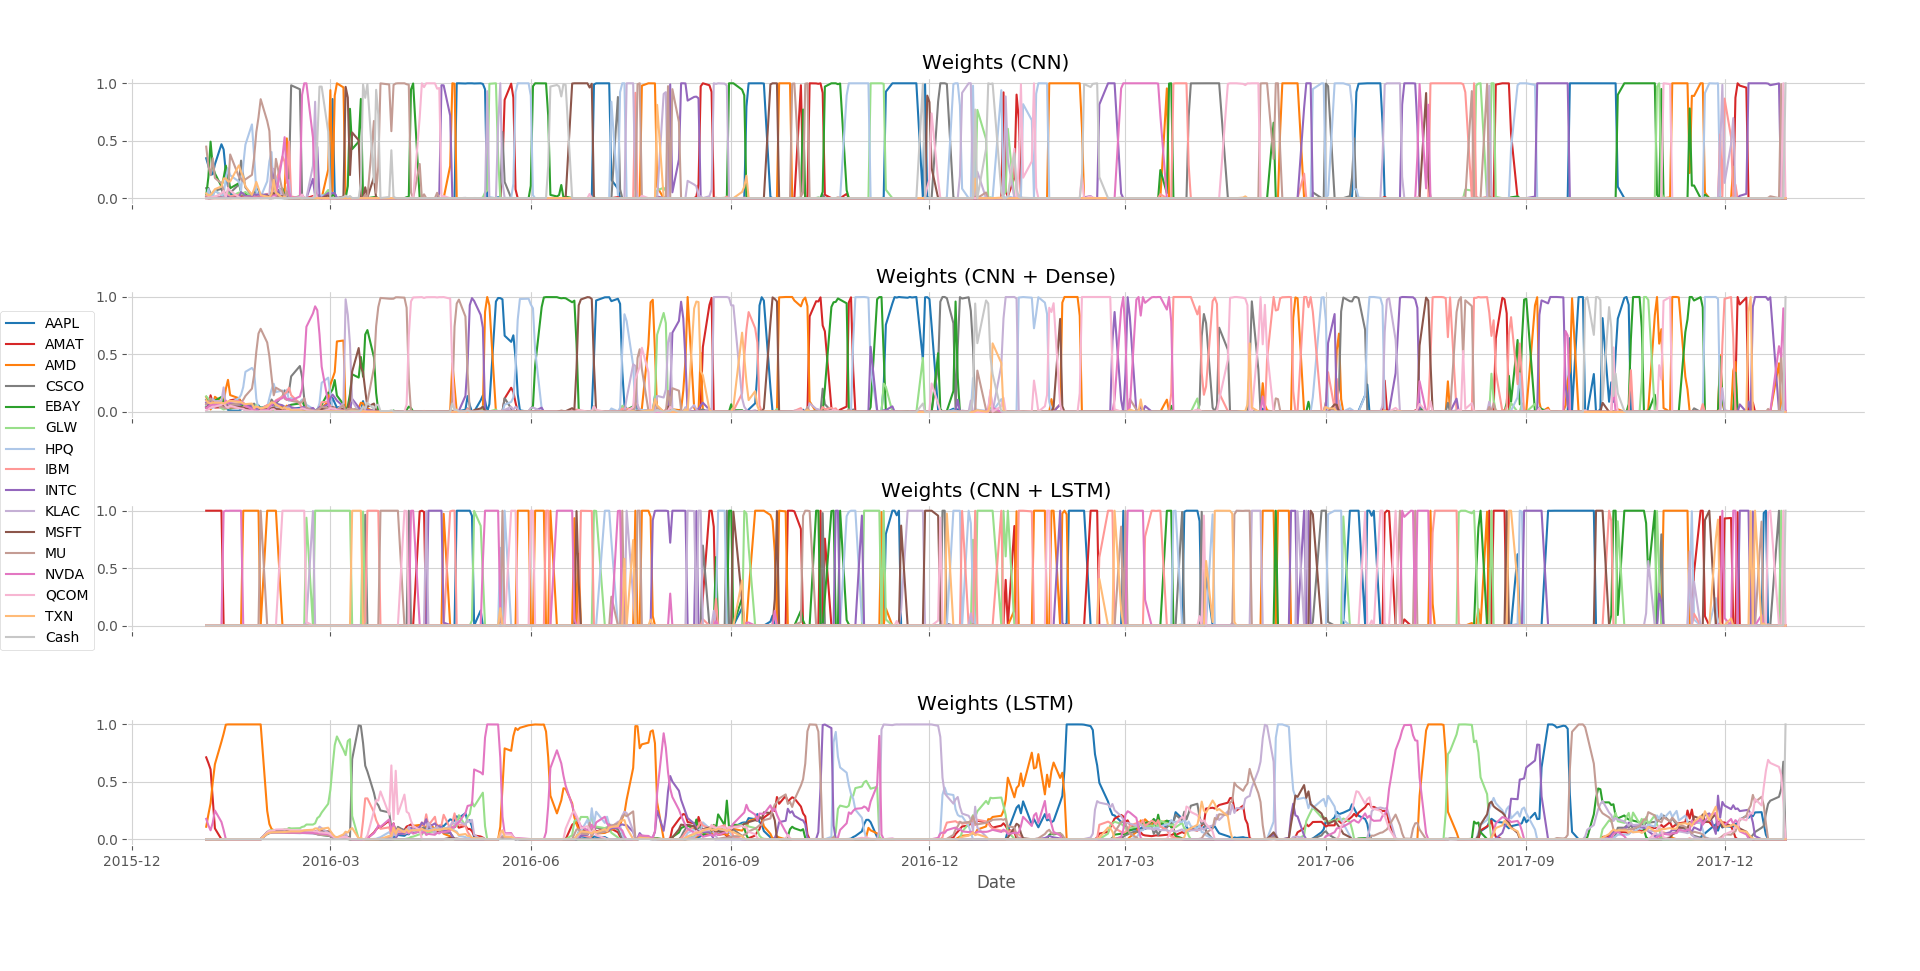 Weights (CNN)
1.0
0.5
0.0
Weights (CNN + Dense)
1.0
0.5
0.0
AAPL
AMAT
AMD
CSCO
EBAY
GLW
HPQ
IBM
INTC
KLAC
MSFT
MU
NVDA
QCOM
TXN
Cash
Weights (CNN + LSTM)
1.0
0.5
0.0
Weights (LSTM)
1.0
0.5
0.0
2015-12 2016-03 2016-06 2016-09 2016-12 2017-03 2017-06 2017-09 2017-12
Date